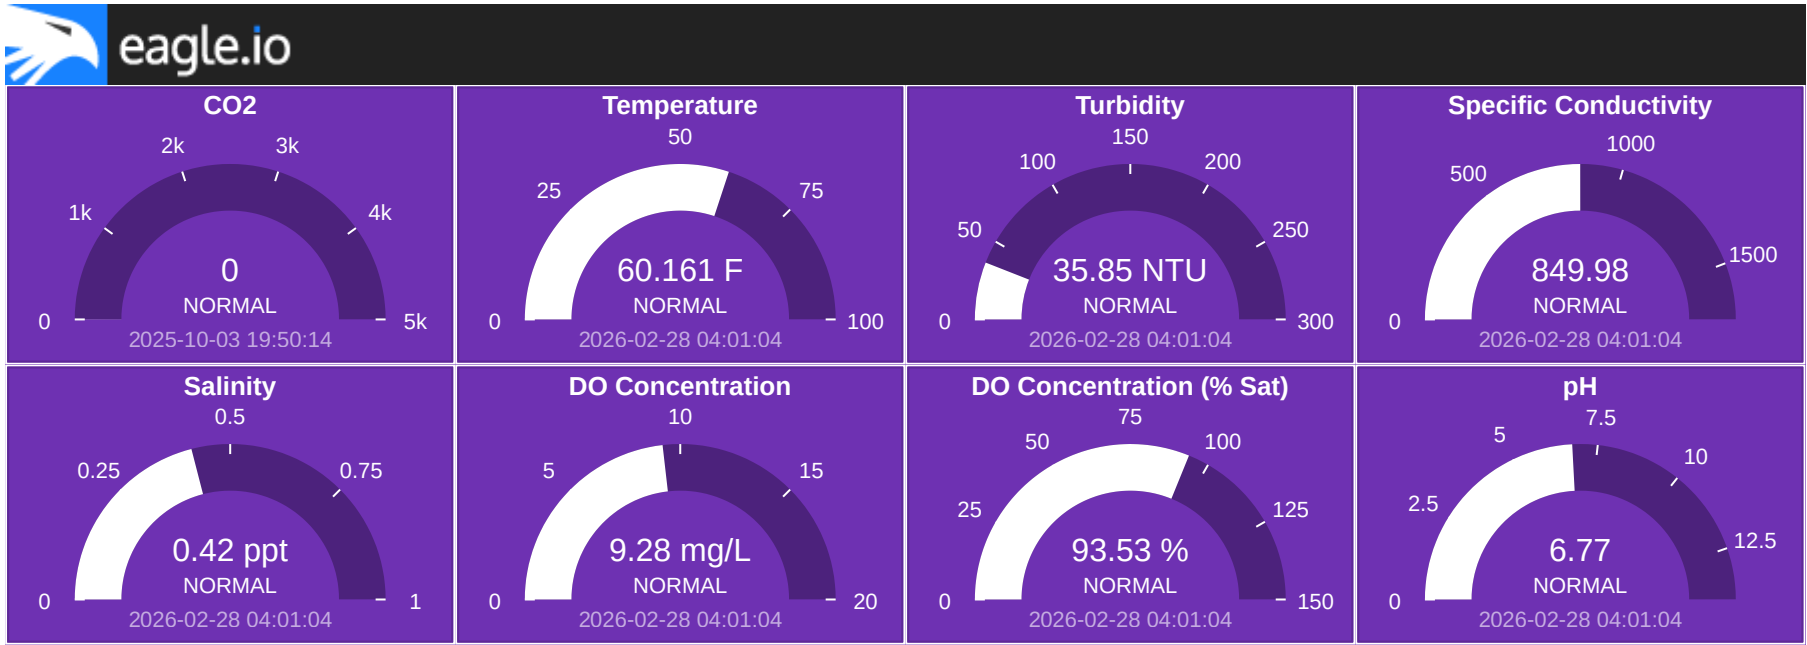 eagle.io
CO2
2k
3k
1k
4k
0
NORMAL
0
5k
2025-10-03 19:50:14
Temperature
50
25
75
60.161 F
NORMAL
0
100
2026-02-28 04:01:04
Turbidity
150
100
200
50
250
35.85 NTU
NORMAL
0
300
2026-02-28 04:01:04
Specific Conductivity
1000
500
1500
849.98
NORMAL
0
2026-02-28 04:01:04
Salinity
0.5
0.25
0.75
0.42 ppt
NORMAL
0
1
2026-02-28 04:01:04
DO Concentration
10
5
15
9.28 mg/L
NORMAL
0
20
2026-02-28 04:01:04
DO Concentration (% Sat)
75
50
100
25
125
93.53 %
NORMAL
0
150
2026-02-28 04:01:04
pH
7.5
5
10
2.5
12.5
6.77
NORMAL
0
2026-02-28 04:01:04